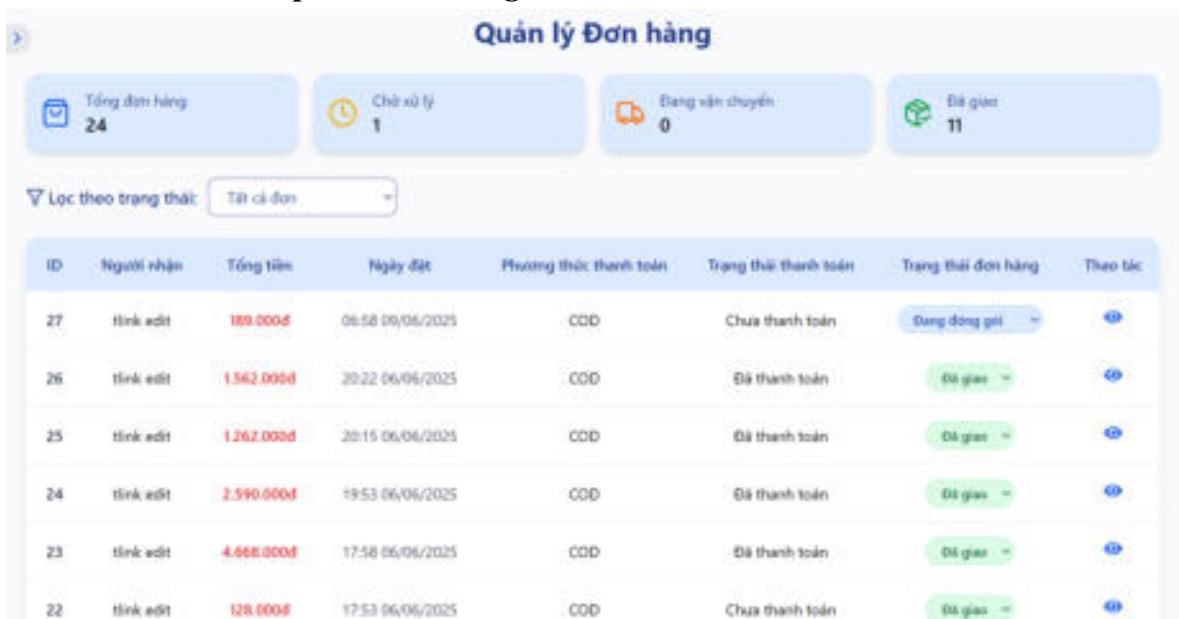 Quản lý Đơn hàng
Tổng đơn hàng
24
Chờ xử lý
1
Đang vận chuyển
0
Đã giao
11
Lọc theo trạng thái: Tất cả đơn
ID Người nhận Tổng tiền Ngày đặt Phương thức thanh toán Trạng thái thanh toán Trạng thái đơn hàng Thao tác
27 tlink edit 189.000đ 06:58 09/06/2025 COD Chưa thanh toán Đang đóng gói
26 tlink edit 1.562.000đ 20:22 06/06/2025 COD Đã thanh toán Đã giao
25 tlink edit 1.262.000đ 20:15 06/06/2025 COD Đã thanh toán Đã giao
24 tlink edit 2.590.000đ 19:53 06/06/2025 COD Đã thanh toán Đã giao
23 tlink edit 4.668.000đ 17:58 06/06/2025 COD Đã thanh toán Đã giao
22 tlink edit 128.000đ 17:53 06/06/2025 COD Chưa thanh toán Đã giao